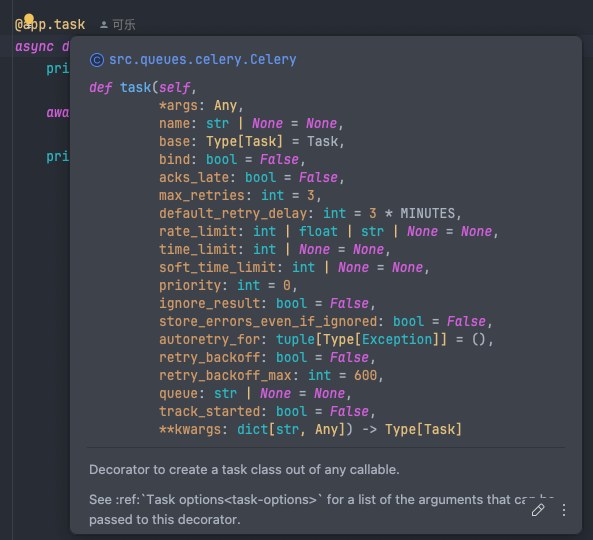 @app.task 可乐
async d
pri
awa
pri
src.queues.celery.Celery
def task(self,
*args: Any,
name: str | None = None,
base: Type[Task] = Task,
bind: bool = False,
acks_late: bool = False,
max_retries: int = 3,
default_retry_delay: int = 3 * MINUTES,
rate_limit: int | float | str | None = None,
time_limit: int | None = None,
soft_time_limit: int | None = None,
priority: int = 0,
ignore_result: bool = False,
store_errors_even_if_ignored: bool = False,
autoretry_for: tuple[Type[Exception]] = (),
retry_backoff: bool = False,
retry_backoff_max: int = 600,
queue: str | None = None,
track_started: bool = False,
**kwargs: dict[str, Any]) -> Type[Task]
Decorator to create a task class out of any callable.
See :ref:`Task options<task-options>` for a list of the arguments that can be
passed to this decorator.